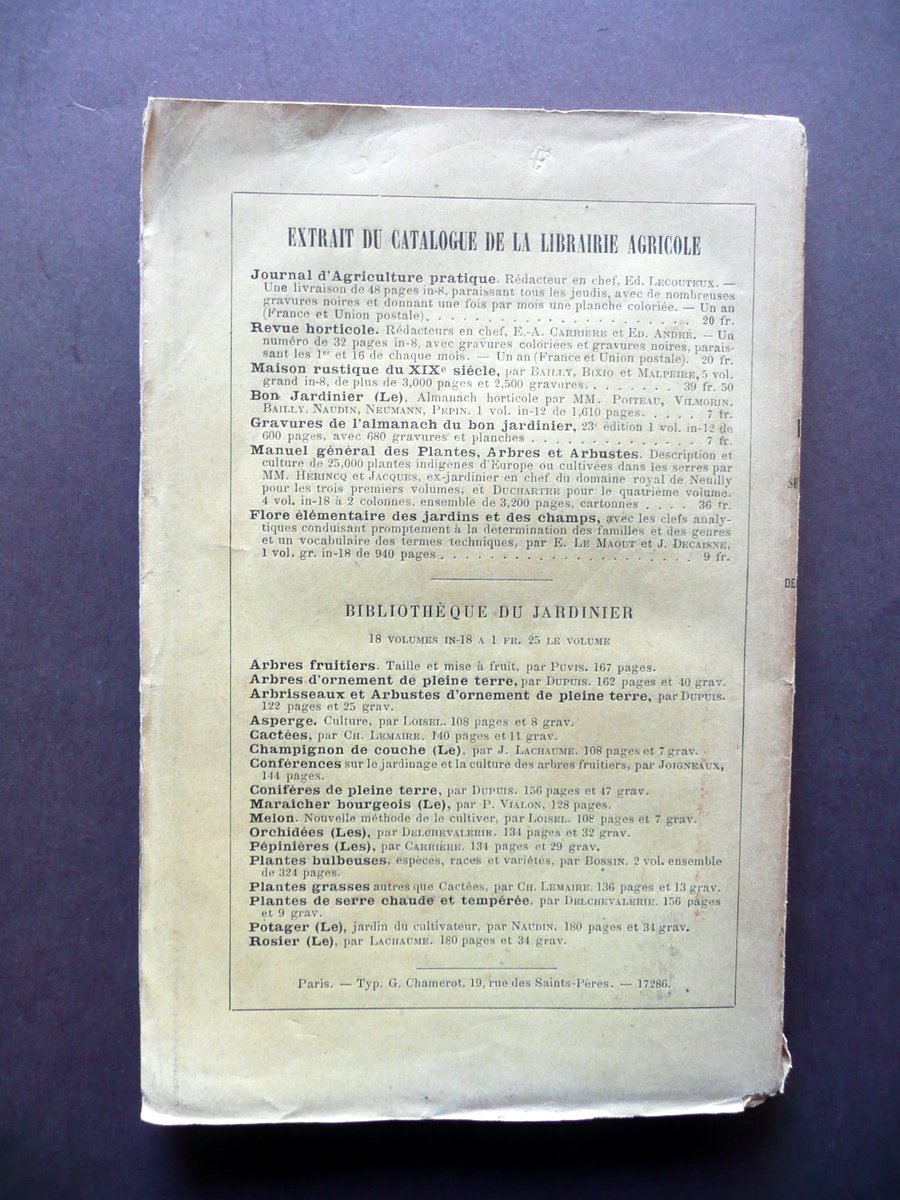 EXTRAIT DU CATALOGUE DE LA LIBRAIRIE AGRICOLE
Journal d'Agriculture pratique. Rédacteur en chef, Ed. LECOUTEUX. —
Une livraison de 48 pages in-8, paraissant tous les jeudis, avec de nombreuses
gravures noires et donnant une fois par mois une planche coloriée. — Un an
(France et Union postale). . . . . . . . . . . . . . . . . . . . . 20 fr.
Revue horticole. Rédacteurs en chef, E.-A. CARRIÈRE et ED. ANDRÉ. — Un
numéro de 32 pages in-8, avec gravures coloriées et gravures noires, parais-
sant les 1er et 16 de chaque mois. — Un an (France et Union postale). 20 fr.
Maison rustique du XIXe siècle, par BAILLY, BIXIO et MALPEIRE, 5 vol.
grand in-8, de plus de 3,000 pages et 2,500 gravures. . . . . . . . 39 fr. 50
Bon Jardinier (Le), Almanach horticole par MM. POITEAU, VILMORIN.
BAILLY, NAUDIN, NEUMANN, PEPIN. 1 vol. in-12 de 1,610 pages. . . . . 7 fr.
Gravures de l'almanach du bon jardinier, 23e édition 1 vol. in-12 de
600 pages, avec 680 gravures et planches . . . . . . . . . . . . . 7 fr.
Manuel général des Plantes, Arbres et Arbustes. Description et
culture de 25,000 plantes indigènes d'Europe ou cultivées dans les serres par
MM. HÉRINCQ et JACQUES, ex-jardinier en chef du domaine royal de Neuilly
pour les trois premiers volumes, et DUCHARTRE pour le quatrième volume.
4 vol. in-18 à 2 colonnes, ensemble de 3,200 pages, cartonnés . . . . 36 fr.
Flore élémentaire des jardins et des champs, avec les clefs analy-
tiques conduisant promptement à la détermination des familles et des genres
et un vocabulaire des termes techniques, par E. LE MAOUT et J. DECAISNE,
1 vol. gr. in-18 de 940 pages . . . . . . . . . . . . . . . . . . . . 9 fr.
BIBLIOTHÈQUE DU JARDINIER
18 VOLUMES IN-18 A 1 FR. 25 LE VOLUME
Arbres fruitiers. Taille et mise à fruit, par PUVIS. 167 pages.
Arbres d'ornement de pleine terre, par DUPUIS. 162 pages et 40 grav.
Arbrisseaux et Arbustes d'ornement de pleine terre, par DUPUIS.
122 pages et 25 grav.
Asperge. Culture, par LOISEL. 108 pages et 8 grav.
Cactées, par CH. LEMAIRE. 140 pages et 11 grav.
Champignon de couche (Le), par J. LACHAUME. 108 pages et 7 grav.
Conférences sur le jardinage et la culture des arbres fruitiers, par JOIGNEAUX,
144 pages.
Conifères de pleine terre, par DUPUIS. 156 pages et 47 grav.
Maraîcher bourgeois (Le), par P. VIALON, 128 pages.
Melon. Nouvelle méthode de le cultiver, par LOISEL. 108 pages et 7 grav.
Orchidées (Les), par DELCHEVALERIE. 134 pages et 32 grav.
Pépinières (Les), par CARRIÈRE. 134 pages et 29 grav.
Plantes bulbeuses, espèces, races et variétés, par BOSSIN. 2 vol. ensemble
de 324 pages.
Plantes grasses autres que Cactées, par CH. LEMAIRE. 136 pages et 13 grav.
Plantes de serre chaude et tempérée, par DELCHEVALERIE. 156 pages
et 9 grav.
Potager (Le), jardin du cultivateur, par NAUDIN. 180 pages et 34 grav.
Rosier (Le), par LACHAUME. 180 pages et 34 grav.
Paris. — Typ. G. Chamerot, 19, rue des Saints-Pères. — 17286.